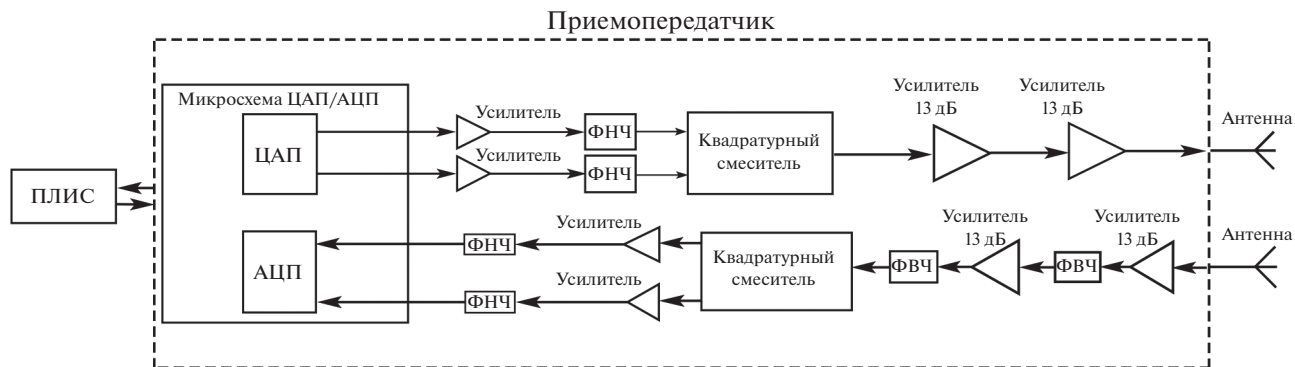 Приемопередатчик
Микросхема ЦАП/АЦП
Усилитель
Усилитель
13 дБ
Усилитель
13 дБ
Антенна
ЦАП
ФНЧ
Квадратурный
смеситель
Усилитель
ФНЧ
ПЛИС
Усилитель
АЦП
ФНЧ
Квадратурный
смеситель
Усилитель
13 дБ
Усилитель
13 дБ
Антенна
ФВЧ
ФВЧ
Усилитель
ФНЧ